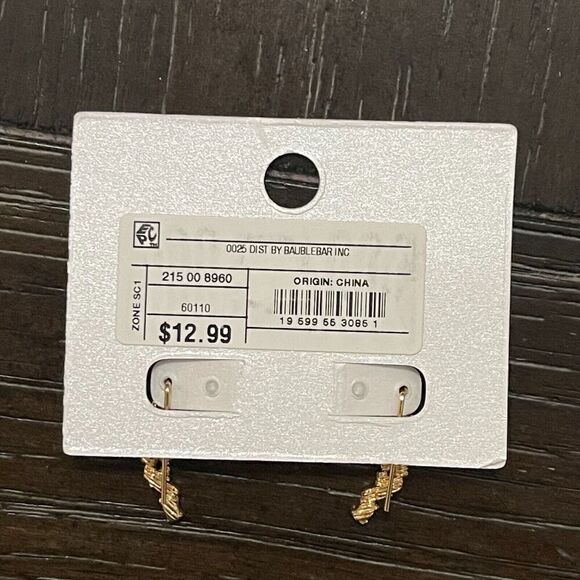 0025 DIST BY BAUBLEBAR INC
ZONE SC1
215 00 8960
60110
$12.99
ORIGIN: CHINA
19 599 55 3085 1